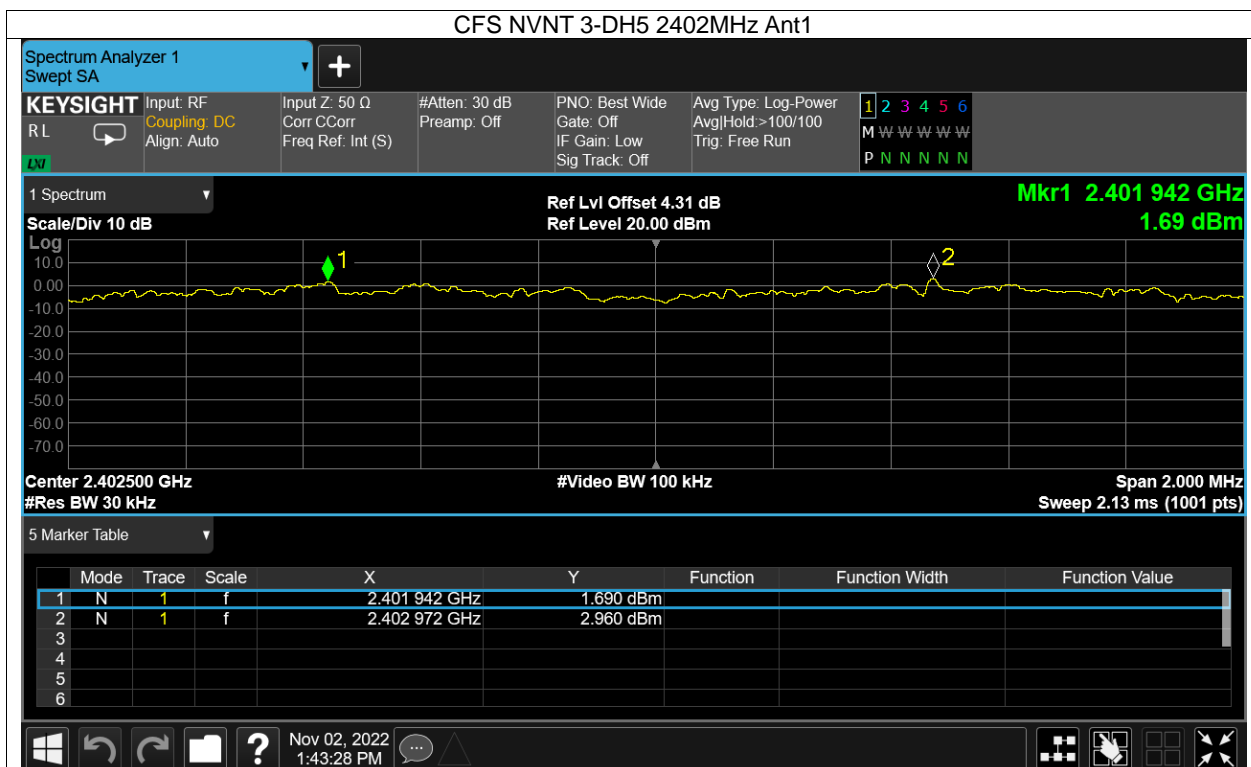 CFS NVNT 3-DH5 2402MHz Ant1
Spectrum Analyzer 1
Swept SA
KEYSIGHT
R L
LXI
Input: RF
Coupling: DC
Align: Auto
Input Z: 50 Ω
Corr CCorr
Freq Ref: Int (S)
#Atten: 30 dB
Preamp: Off
PNO: Best Wide
Gate: Off
IF Gain: Low
Sig Track: Off
Avg Type: Log-Power
Avg|Hold:>100/100
Trig: Free Run
1 2 3 4 5 6
M W W W W W
P N N N N N
1 Spectrum
Scale/Div 10 dB
Ref Lvl Offset 4.31 dB
Ref Level 20.00 dBm
Mkr1 2.401 942 GHz
1.69 dBm
Log
10.0
0.00
-10.0
-20.0
-30.0
-40.0
-50.0
-60.0
-70.0
1
2
Center 2.402500 GHz
#Video BW 100 kHz
Span 2.000 MHz
#Res BW 30 kHz
Sweep 2.13 ms (1001 pts)
5 Marker Table
Mode Trace Scale X Y Function Function Width Function Value
1 N 1 f 2.401 942 GHz 1.690 dBm
2 N 1 f 2.402 972 GHz 2.960 dBm
3
4
5
6
?
Nov 02, 2022
1:43:28 PM